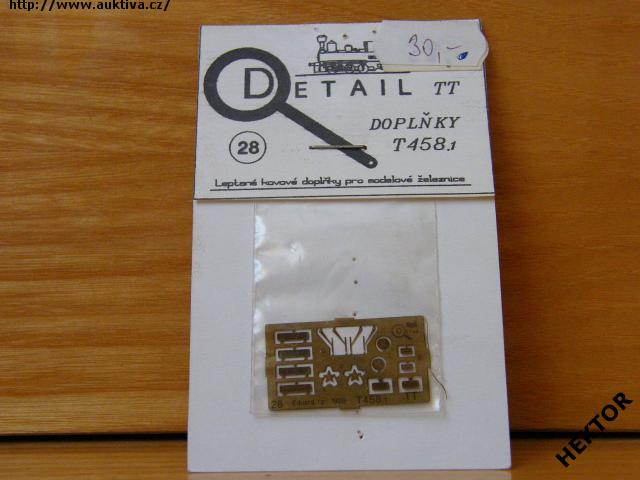 http://www.auktiva.cz/
30,-
DETAIL TT
DOPLŇKY
28
T458.1
Leptané kovové doplňky pro modelové železnice
28 Eduard T458.1 TT
HEKTOR